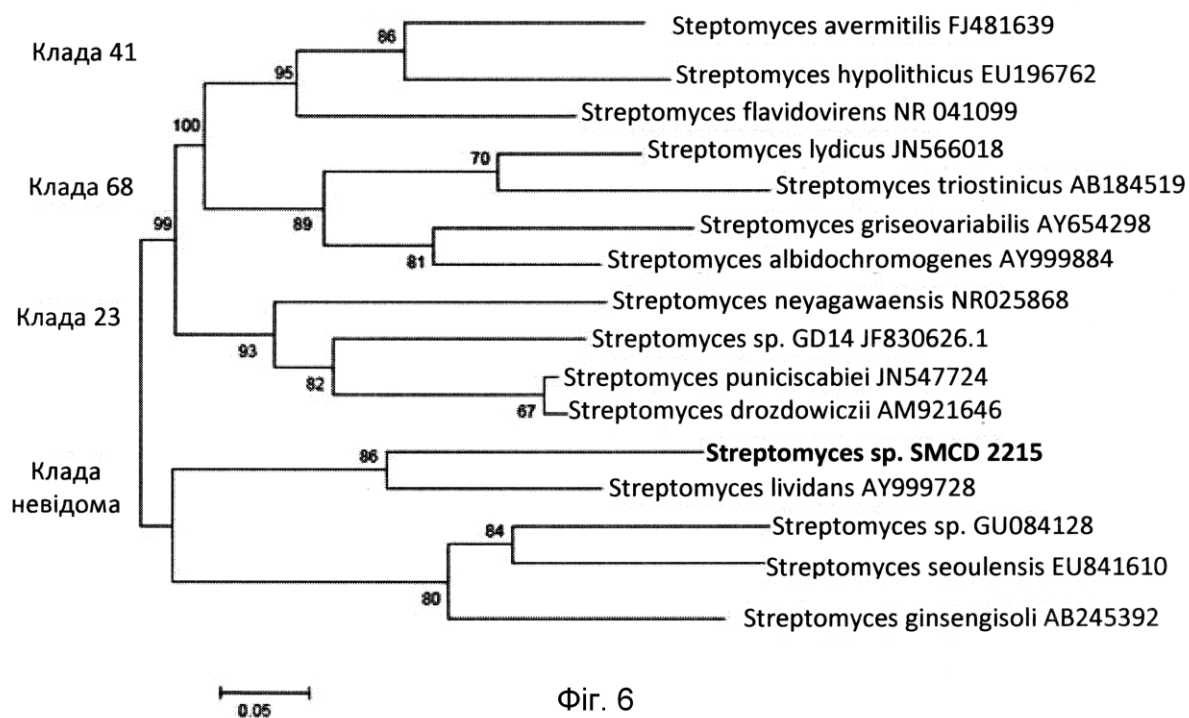 Клада 41
86
Steptomyces avermitilis FJ481639
95
Streptomyces hypolithicus EU196762
100
Streptomyces flavidovirens NR 041099
Клада 68
70
Streptomyces lydicus JN566018
Streptomyces triostinicus AB184519
99
89
Streptomyces griseovariabilis AY654298
81
Streptomyces albidochromogenes AY999884
Клада 23
Streptomyces neyagawaensis NR025868
93
Streptomyces sp. GD14 JF830626.1
82
Streptomyces puniciscabiei JN547724
67
Streptomyces drozdowiczii AM921646
Клада
невідома
86
Streptomyces sp. SMCD 2215
Streptomyces lividans AY999728
84
Streptomyces sp. GU084128
Streptomyces seoulensis EU841610
80
Streptomyces ginsengisoli AB245392
0.05
Фіг. 6